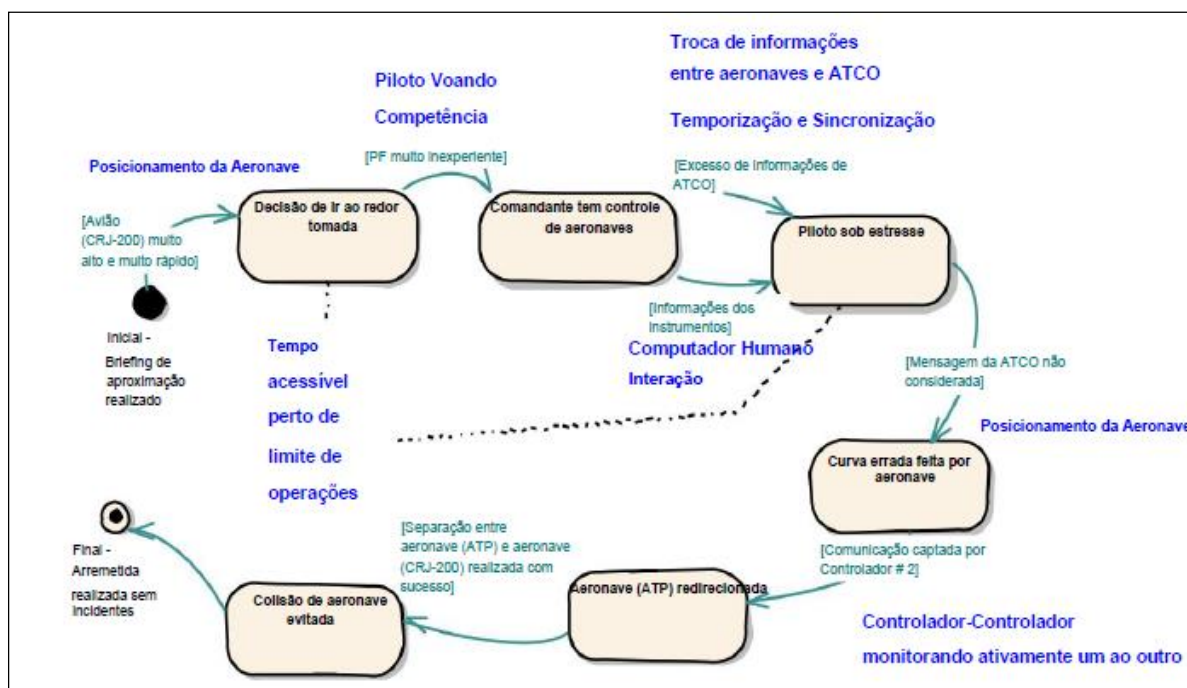 Troca de informações
entre aeronaves e ATCO
Temporização e Sincronização
Piloto Voando
Competência
[PF muito inexperiente]
[Excesso de informações de
ATCO]
Posicionamento da Aeronave
[Avião
(CRJ-200) muito
alto e muito rápido]
Decisão de ir ao redor
tomada
Comandante tem controle
de aeronaves
Piloto sob estresse
Inicial -
Briefing de
aproximação
realizado
Tempo
acessível
perto de
limite de
operações
[Informações dos
Instrumentos]
Computador Humano
Interação
[Mensagem da ATCO não
considerada]
Posicionamento da Aeronave
Curva errada feita por
aeronave
[Comunicação captada por
Controlador # 2]
Controlador-Controlador
monitorando ativamente um ao outro
Aeronave (ATP) redirecionada
[Separação entre
aeronave (ATP) e aeronave
(CRJ-200) realizada com
sucesso]
Colisão de aeronave
evitada
Final -
Arremetida
realizada sem
incidentes